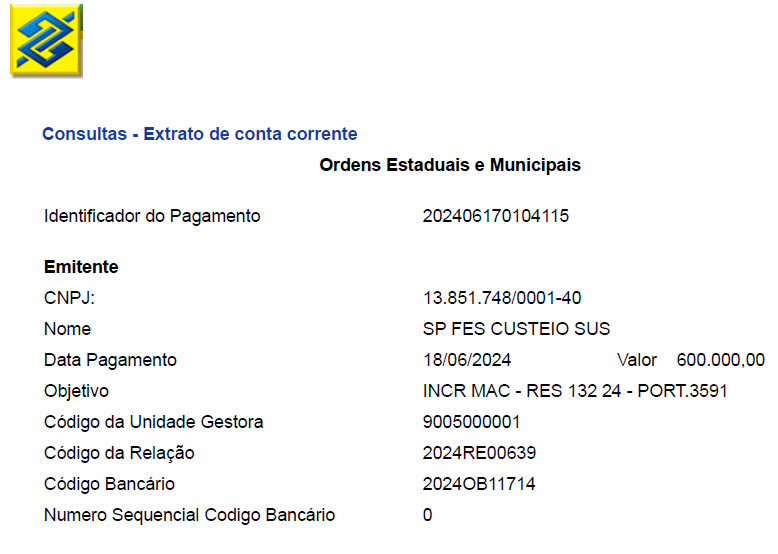 Consultas - Extrato de conta corrente
Ordens Estaduais e Municipais
Identificador do Pagamento 202406170104115
Emitente
CNPJ: 13.851.748/0001-40
Nome SP FES CUSTEIO SUS
Data Pagamento 18/06/2024 Valor 600.000,00
Objetivo INCR MAC - RES 132 24 - PORT.3591
Código da Unidade Gestora 9005000001
Código da Relação 2024RE00639
Código Bancário 2024OB11714
Numero Sequencial Codigo Bancário 0